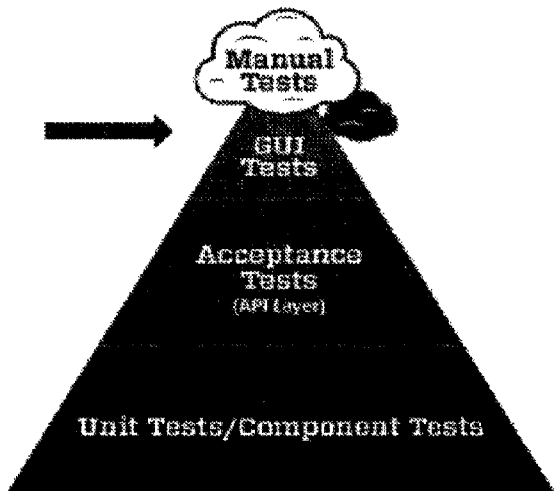 Manual
Tests
GUI
Tests
Acceptance
Tests
(API Layer)
Unit Tests/Component Tests